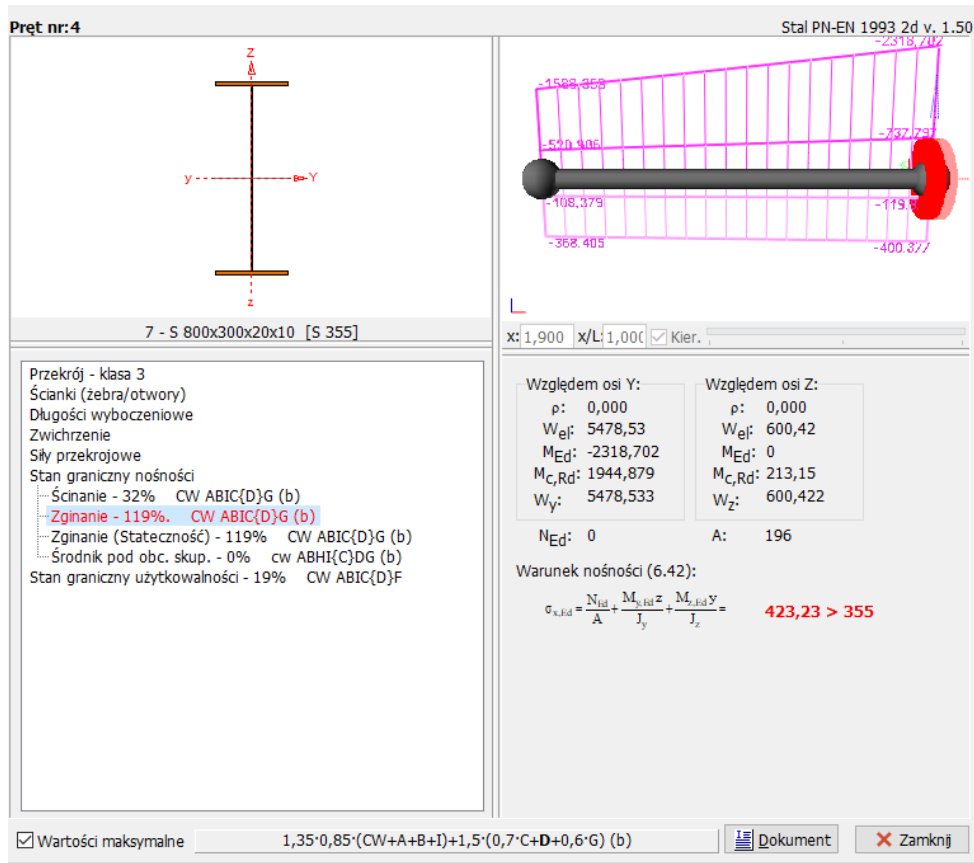 Pręt nr:4
Stal PN-EN 1993 2d v. 1.50
z
y
Y
z
7 - S 800x300x20x10 [S 355]
-2318,702
-1588,859
-737,797
-520,906
-108,379
-368.405
-400.377
x: 1,900 x/L: 1,000 Kier.
Przekrój - klasa 3
Ścianki (żebra/otwory)
Długości wyboczeniowe
Zwichrzenie
Siły przekrojowe
Stan graniczny nośności
Ścinanie - 32% CW ABIC{D}G (b)
Zginanie - 119%. CW ABIC{D}G (b)
Zginanie (Stateczność) - 119% CW ABIC{D}G (b)
Środnik pod obc. skup. - 0% cw ABHI{C}DG (b)
Stan graniczny użytkowalności - 19% CW ABIC{D}F
Względem osi Y:
ρ: 0,000
Wel: 5478,53
MEd: -2318,702
Mc,Rd: 1944,879
Wy: 5478,533
Względem osi Z:
ρ: 0,000
Wel: 600,42
MEd: 0
Mc,Rd: 213,15
Wz: 600,422
NEd: 0 A: 196
Warunek nośności (6.42):
σx,Ed = NEd/A + My,Ed z/Jy + Mz,Ed y/Jz = 423,23 > 355
Wartości maksymalne
1,35·0,85·(CW+A+B+I)+1,5·(0,7·C+D+0,6·G) (b)
Dokument
Zamknij